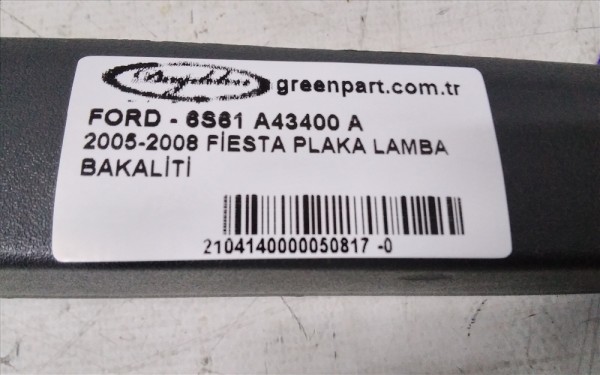 greenpart.com.tr
FORD - 6S61 A43400 A
2005-2008 FİESTA PLAKA LAMBA
BAKALİTİ
2104140000050817 -0